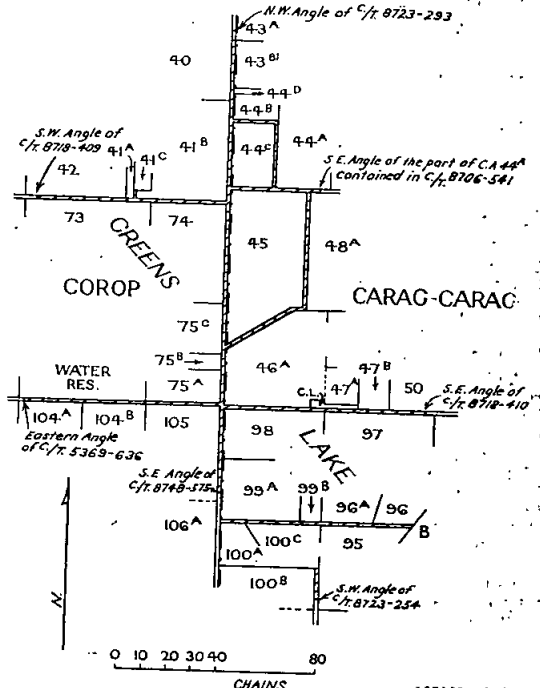 N.W. Angle of C/T. 8723-293
43A
40
43B1
44D
44B
S.W. Angle of
C/T. 8718-409
41A
41C
41B
44C
44A
42
S.E. Angle of the part of C.A 44A
contained in C/T. 8706-541
73
74
GREENS
45
48A
COROP
CARAG-CARAG
75C
75B
46A
47B
WATER
RES.
75A
C.L.
47A
50
S.E. Angle of
C/T. 8718-410
104A
104B
105
98
97
Eastern Angle
of C/T. 5369-636
LAKE
S.E. Angle of
C/T. 8748-575
99A
99B
96A
96
106A
B
100A
100C
95
100B
S.W. Angle of
C/T. 8723-254
N.
0 10 20 30 40 80
CHAINS